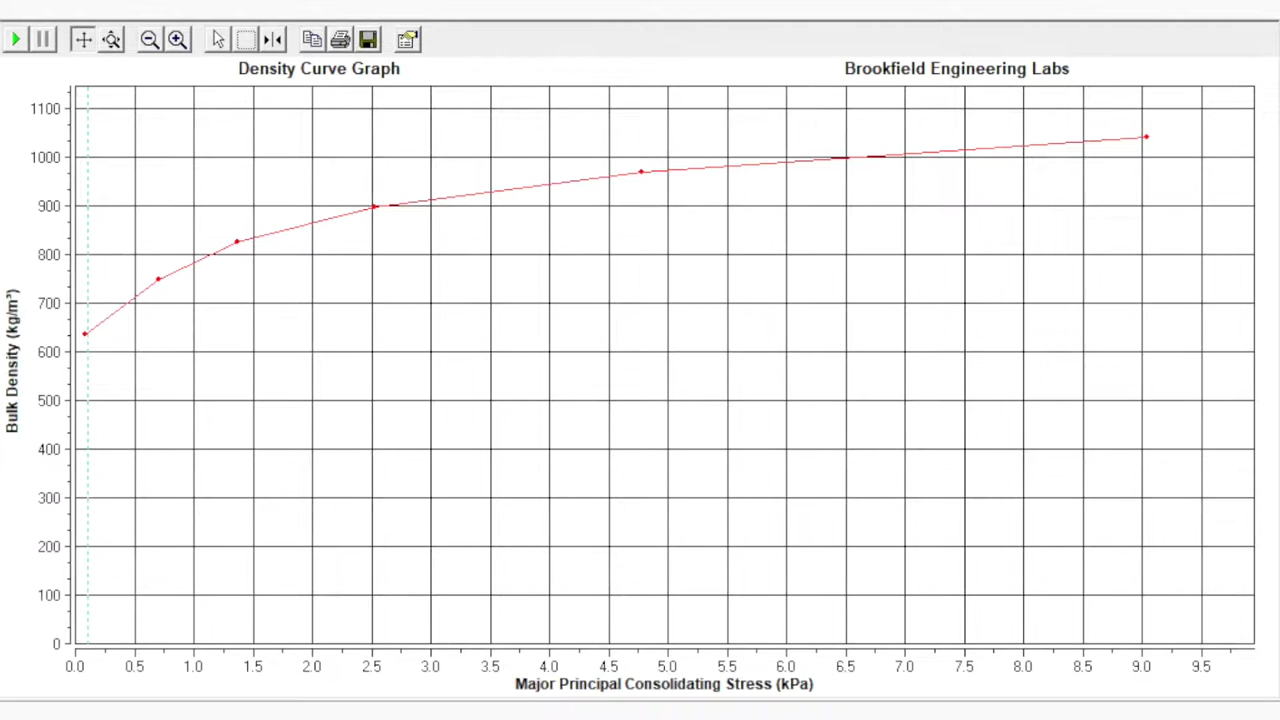 Density Curve Graph
Brookfield Engineering Labs
Bulk Density (kg/m³)
1100
1000
900
800
700
600
500
400
300
200
100
0
0.0 0.5 1.0 1.5 2.0 2.5 3.0 3.5 4.0 4.5 5.0 5.5 6.0 6.5 7.0 7.5 8.0 8.5 9.0 9.5
Major Principal Consolidating Stress (kPa)